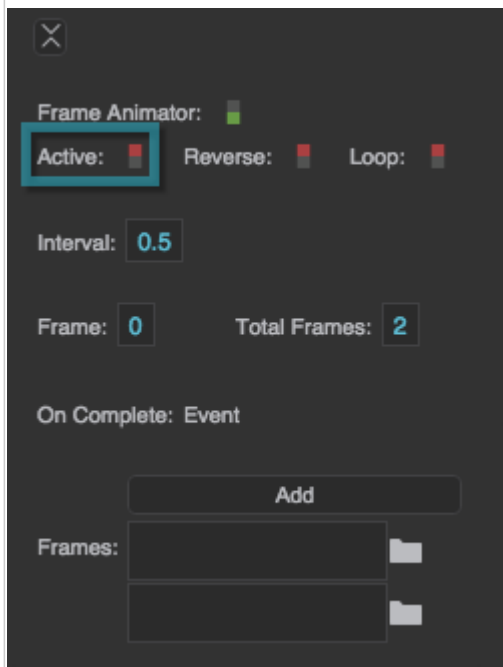 Frame Animator:
Active: Reverse: Loop:
Interval: 0.5
Frame: 0 Total Frames: 2
On Complete: Event
Add
Frames: